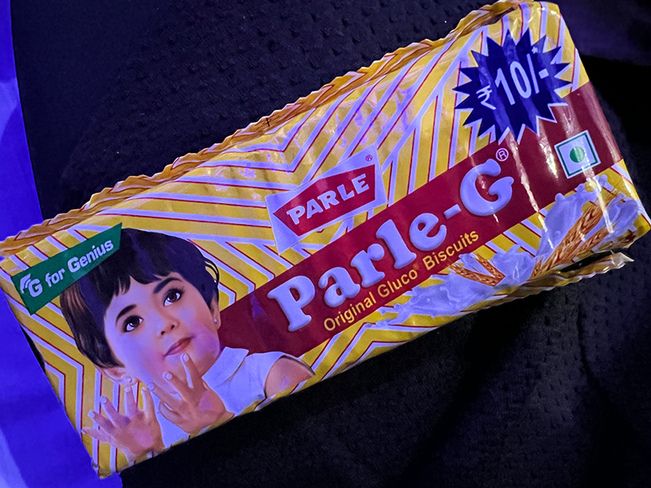 ₹10/-
PARLE®
Parle-G®
Original Gluco Biscuits
G for Genius